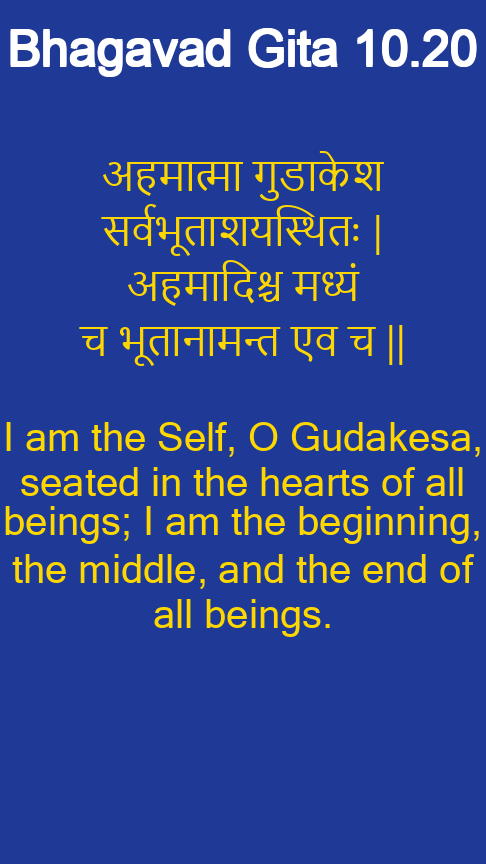 Bhagavad Gita 10.20
अहमात्मा गुडाकेश
सर्वभूताशयस्थितः |
अहमादिश्च मध्यं
च भूतानामन्त एव च ||
I am the Self, O Gudakesa,
seated in the hearts of all
beings; I am the beginning,
the middle, and the end of
all beings.